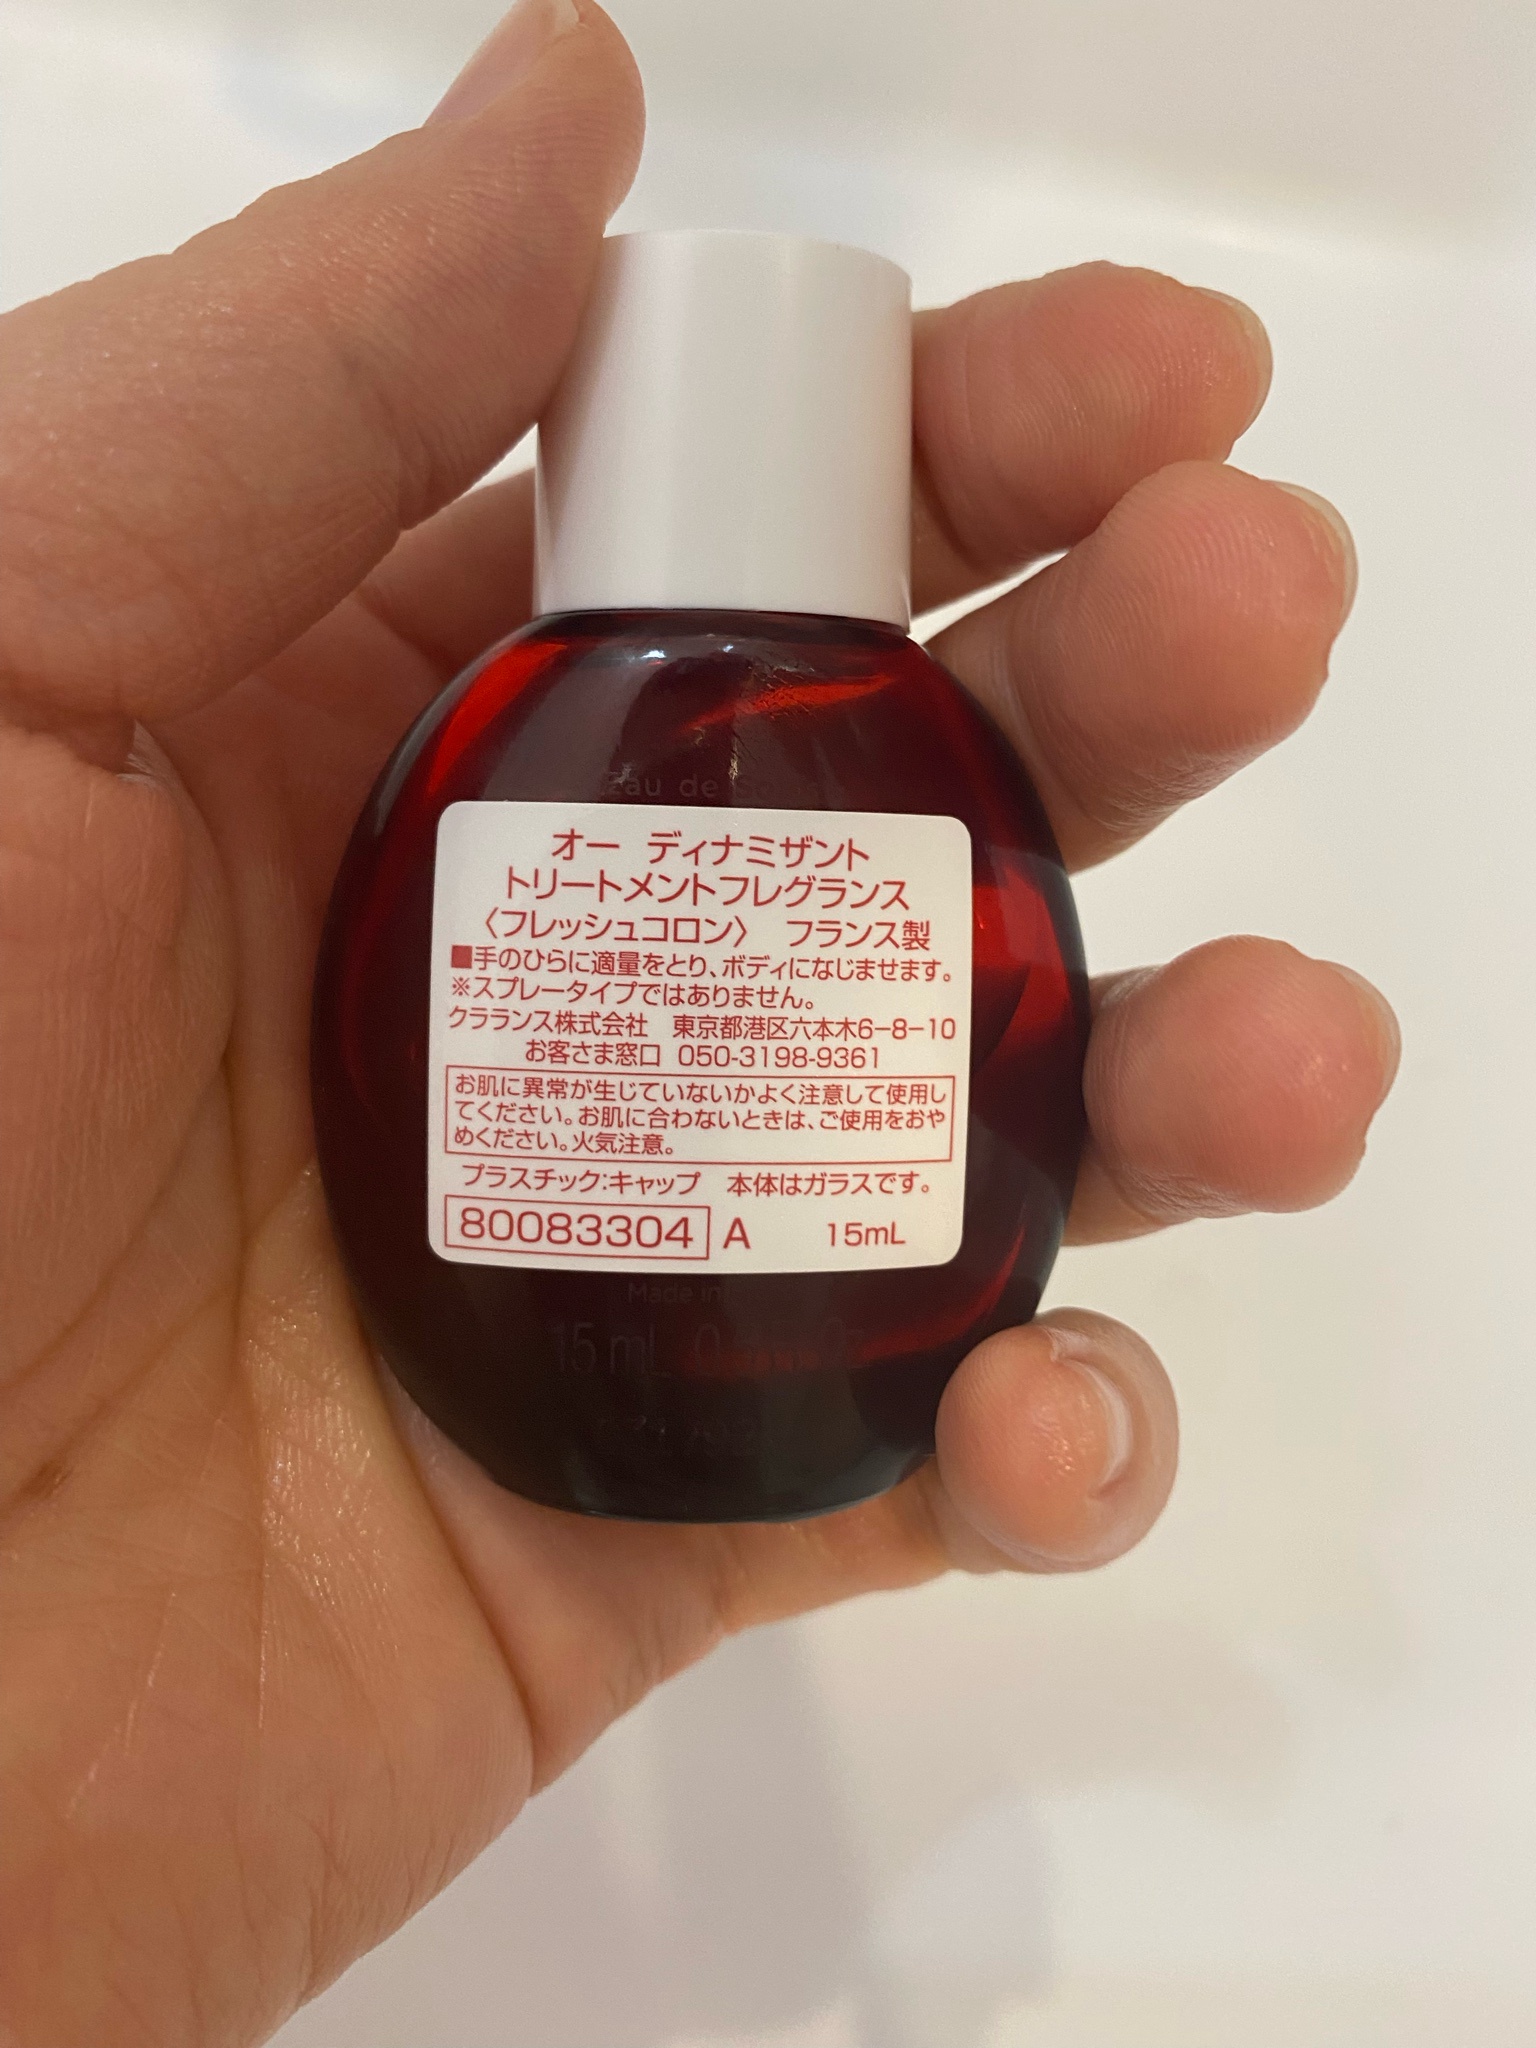 Eau de
オー ディナミザント
トリートメントフレグランス
〈フレッシュコロン〉 フランス製
■手のひらに適量をとり、ボディになじませます。
※スプレータイプではありません。
クラランス株式会社 東京都港区六本木6-8-10
お客さま窓口 050-3198-9361
お肌に異常が生じていないかよく注意して使用し
てください。お肌に合わないときは、ご使用をおや
めください。火気注意。
プラスチック:キャップ 本体はガラスです。
80083304 A 15mL
Made in
15 mL